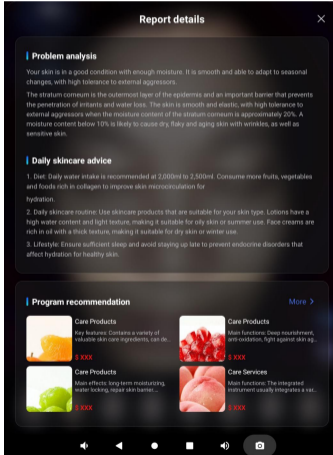 Report details
Problem analysis
Your skin is in a good condition with enough moisture. It is smooth and able to adapt to seasonal
changes, with high tolerance to external aggressors.
The stratum corneum is the outermost layer of the epidermis and an important barrier that prevents
the penetration of irritants and water loss. The skin is smooth and elastic, with high tolerance to
external aggressors when the moisture content of the stratum corneum is approximately 20%. A
moisture content below 10% is likely to cause dry, flaky and aging skin with wrinkles, as well as
sensitive skin.
Daily skincare advice
1. Diet: Daily water intake is recommended at 2,000ml to 2,500ml. Consume more fruits, vegetables
and foods rich in collagen to improve skin microcirculation for
hydration.
2. Daily skincare routine: Use skincare products that are suitable for your skin type. Lotions have a
high water content and light texture, making it suitable for oily skin or summer use. Face creams are
rich in oil with a thick texture, making it suitable for dry skin or winter use.
3. Lifestyle: Ensure sufficient sleep and avoid staying up late to prevent endocrine disorders that
affect hydration for healthy skin.
Program recommendation
More
Care Products
Key features: Contains a variety of
valuable skin care ingredients, can de..
$ XXX
Care Products
Main functions: Deep nourishment,
anti-oxidation, fight against skin ag...
$ XXX
Care Products
Main effects: long-term moisturizing,
water locking, repair skin barrier....
$ XXX
Care Services
Main functions: The integrated
instrument usually integrates a var...
$ XXX